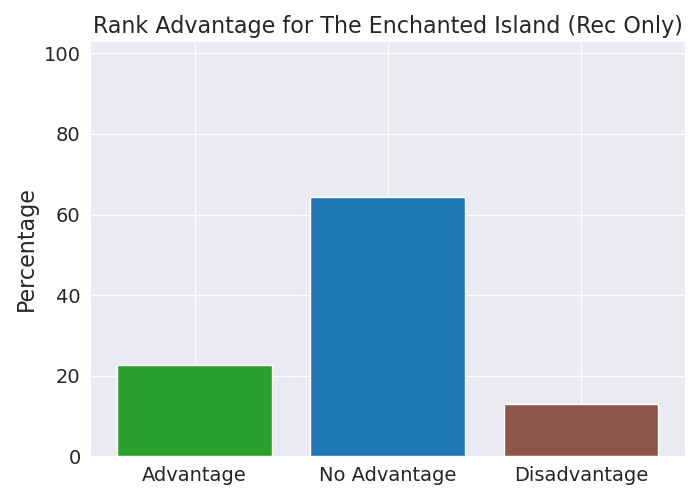 Rank Advantage for The Enchanted Island (Rec Only)
100
80
60
40
20
0
Percentage
Advantage
No Advantage
Disadvantage